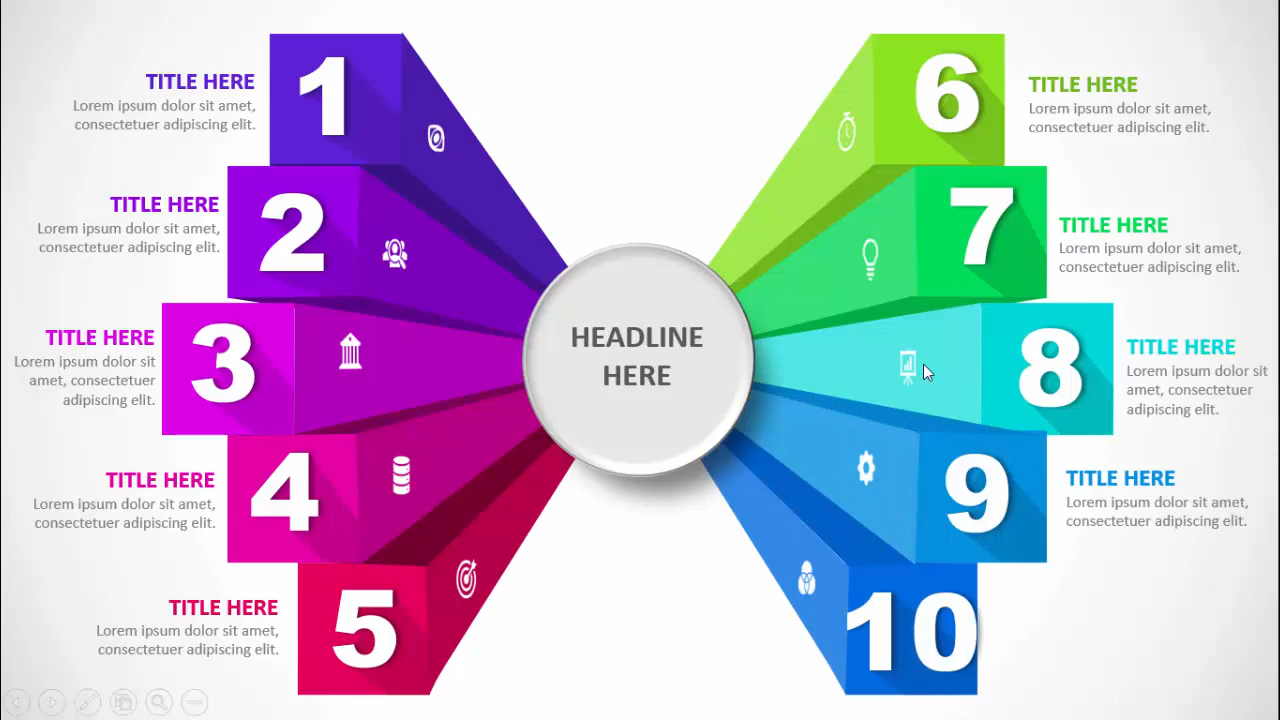 1
TITLE HERE
Lorem ipsum dolor sit amet,
consectetuer adipiscing elit.
2
TITLE HERE
Lorem ipsum dolor sit amet,
consectetuer adipiscing elit.
3
TITLE HERE
Lorem ipsum dolor sit
amet, consectetuer
adipiscing elit.
4
TITLE HERE
Lorem ipsum dolor sit amet,
consectetuer adipiscing elit.
5
TITLE HERE
Lorem ipsum dolor sit amet,
consectetuer adipiscing elit.
HEADLINE
HERE
6
TITLE HERE
Lorem ipsum dolor sit amet,
consectetuer adipiscing elit.
7
TITLE HERE
Lorem ipsum dolor sit amet,
consectetuer adipiscing elit.
8
TITLE HERE
Lorem ipsum dolor sit
amet, consectetuer
adipiscing elit.
9
TITLE HERE
Lorem ipsum dolor sit amet,
consectetuer adipiscing elit.
10